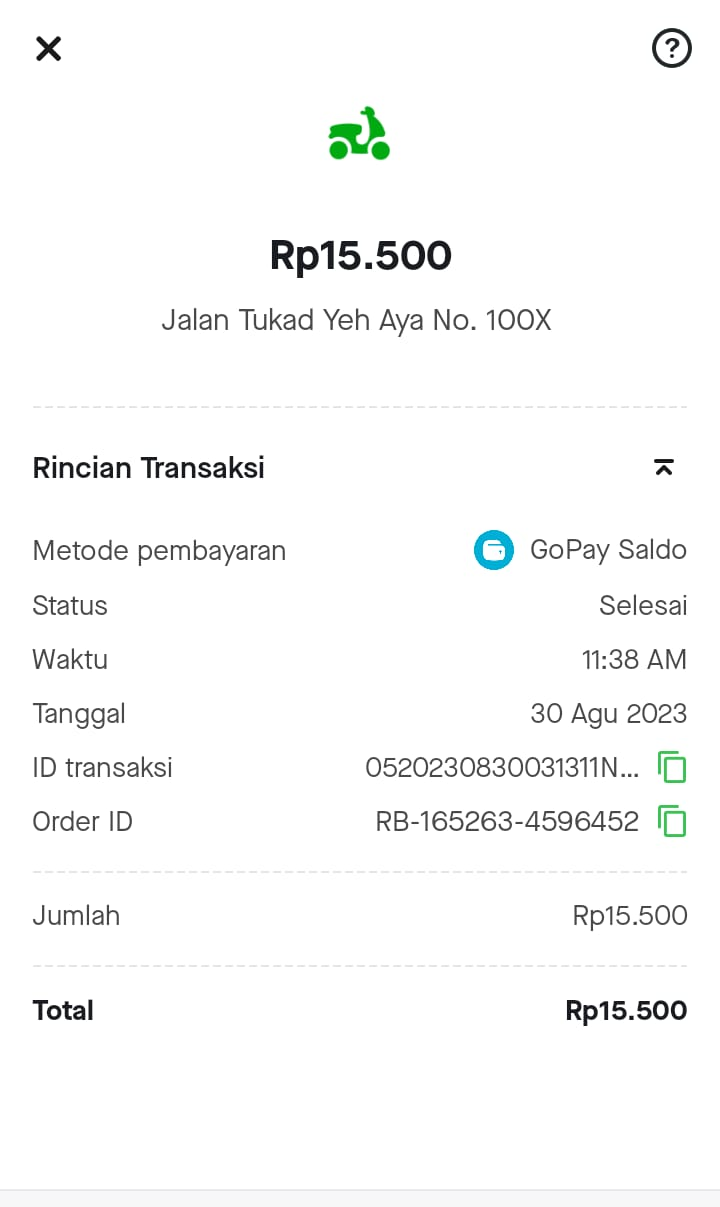 Rp15.500
Jalan Tukad Yeh Aya No. 100X
Rincian Transaksi
Metode pembayaran GoPay Saldo
Status Selesai
Waktu 11:38 AM
Tanggal 30 Agu 2023
ID transaksi 0520230830031311N...
Order ID RB-165263-4596452
Jumlah Rp15.500
Total Rp15.500